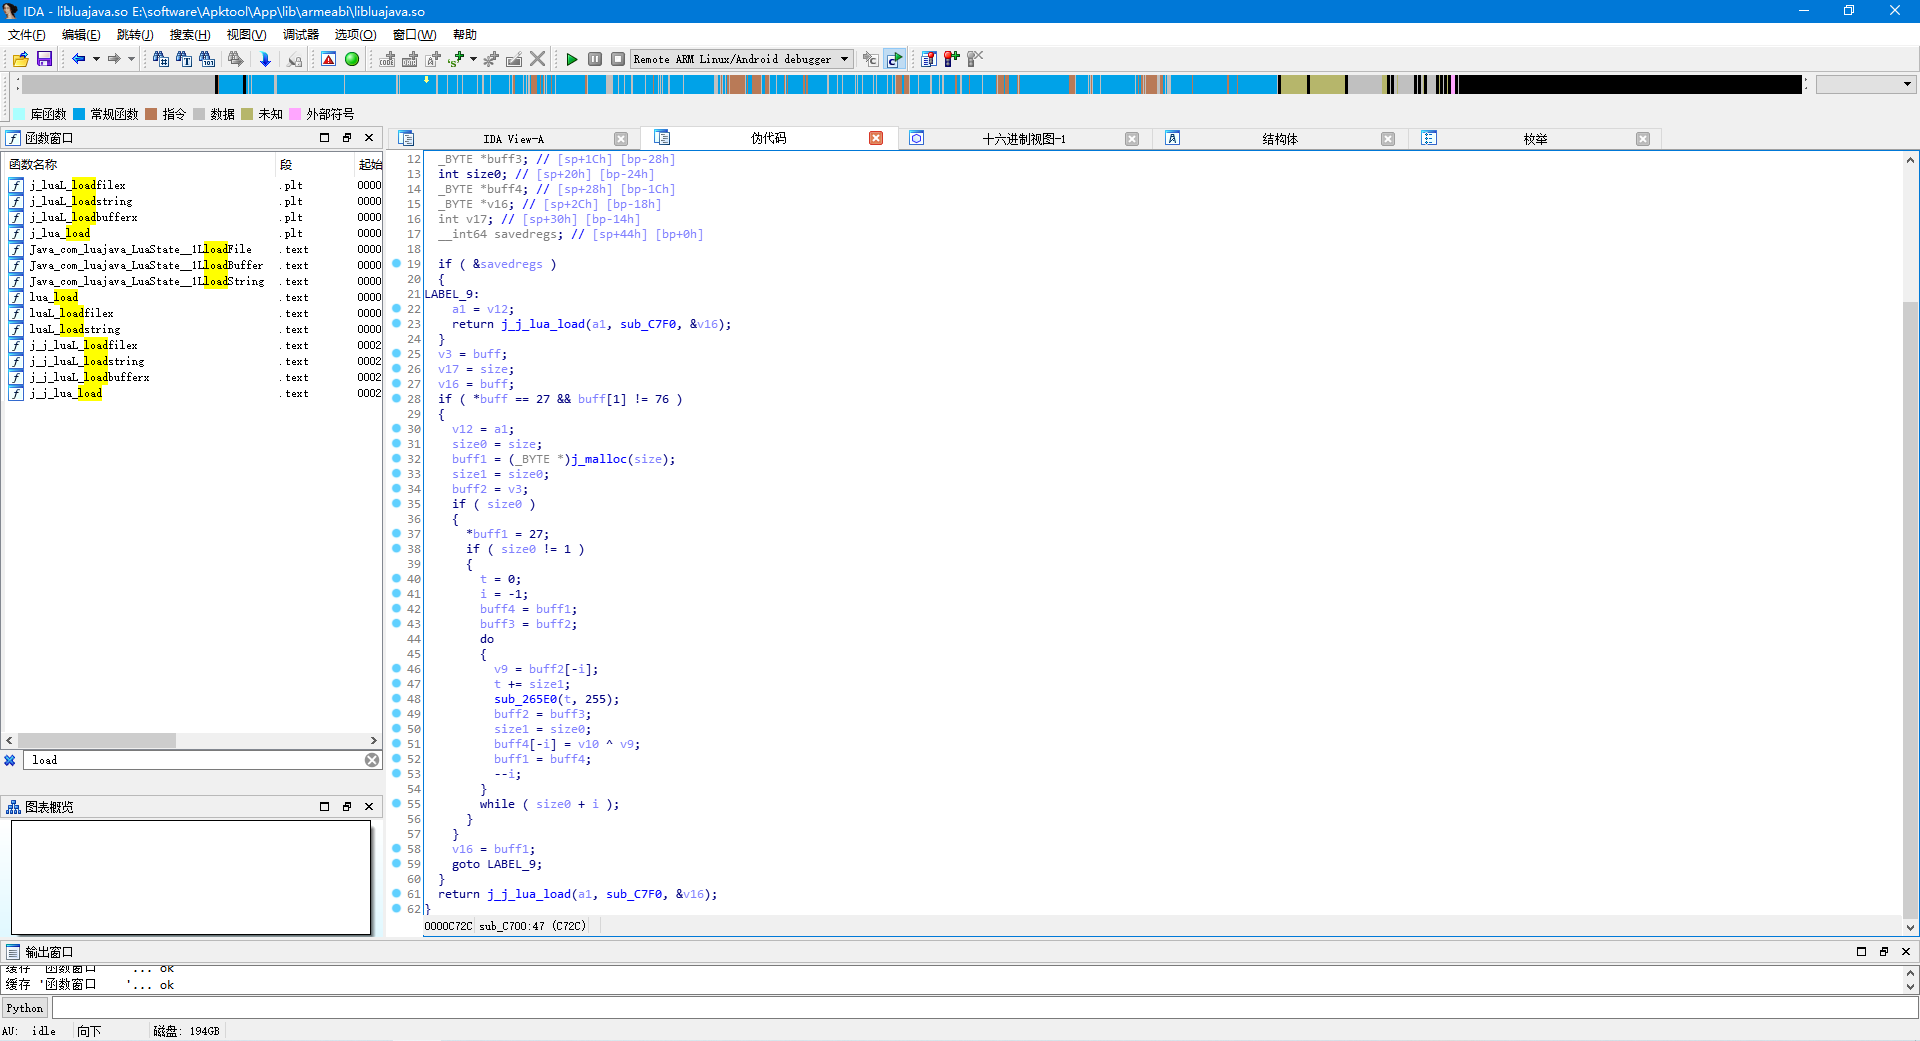 IDA - libluajava.so E:\software\Apktool\App\lib\armeabi\libluajava.so
文件(F) 编辑(E) 跳转(J) 搜索(H) 视图(V) 调试器 选项(O) 窗口(W) 帮助
Remote ARM Linux/Android debugger
库函数 常规函数 指令 数据 未知 外部符号
函数窗口
函数名称 段 起始
j_luaL_loadfilex .plt 0000
j_luaL_loadstring .plt 0000
j_luaL_loadbufferx .plt 0000
j_lua_load .plt 0000
Java_com_luajava_LuaState__1LloadFile .text 0000
Java_com_luajava_LuaState__1LloadBuffer .text 0000
Java_com_luajava_LuaState__1LloadString .text 0000
lua_load .text 0000
luaL_loadfilex .text 0000
luaL_loadstring .text 0000
j_j_luaL_loadfilex .text 0002
j_j_luaL_loadstring .text 0002
j_j_luaL_loadbufferx .text 0002
j_j_lua_load .text 0002
load
图表概览
IDA View-A 伪代码 十六进制视图-1 结构体 枚举
12 _BYTE *buff3; // [sp+1Ch] [bp-28h]
13 int size0; // [sp+20h] [bp-24h]
14 _BYTE *buff4; // [sp+28h] [bp-1Ch]
15 _BYTE *v16; // [sp+2Ch] [bp-18h]
16 int v17; // [sp+30h] [bp-14h]
17 __int64 savedregs; // [sp+44h] [bp+0h]
18
19 if ( &savedregs )
20 {
21 LABEL_9:
22 a1 = v12;
23 return j_j_lua_load(a1, sub_C7F0, &v16);
24 }
25 v3 = buff;
26 v17 = size;
27 v16 = buff;
28 if ( *buff == 27 && buff[1] != 76 )
29 {
30 v12 = a1;
31 size0 = size;
32 buff1 = (_BYTE *)j_malloc(size);
33 size1 = size0;
34 buff2 = v3;
35 if ( size0 )
36 {
37 *buff1 = 27;
38 if ( size0 != 1 )
39 {
40 t = 0;
41 i = -1;
42 buff4 = buff1;
43 buff3 = buff2;
44 do
45 {
46 v9 = buff2[-i];
47 t += size1;
48 sub_265E0(t, 255);
49 buff2 = buff3;
50 size1 = size0;
51 buff4[-i] = v10 ^ v9;
52 buff1 = buff4;
53 --i;
54 }
55 while ( size0 + i );
56 }
57 }
58 v16 = buff1;
59 goto LABEL_9;
60 }
61 return j_j_lua_load(a1, sub_C7F0, &v16);
62 }
0000C72C sub_C700:47 (C72C)
输出窗口
缓存 '函数窗口 '... ok
缓存 '函数窗口 '... ok
Python
AU: idle 向下 磁盘: 194GB